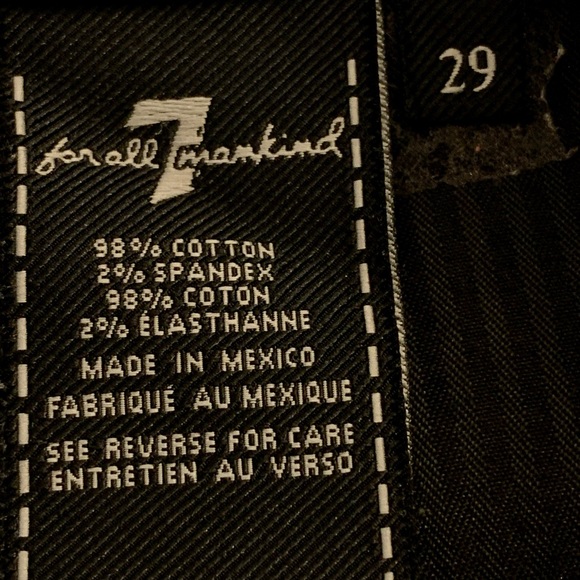 29
for all 7 mankind
98% COTTON
2% SPANDEX
98% COTON
2% ÉLASTHANNE
MADE IN MEXICO
FABRIQUÉ AU MEXIQUE
SEE REVERSE FOR CARE
ENTRETIEN AU VERSO